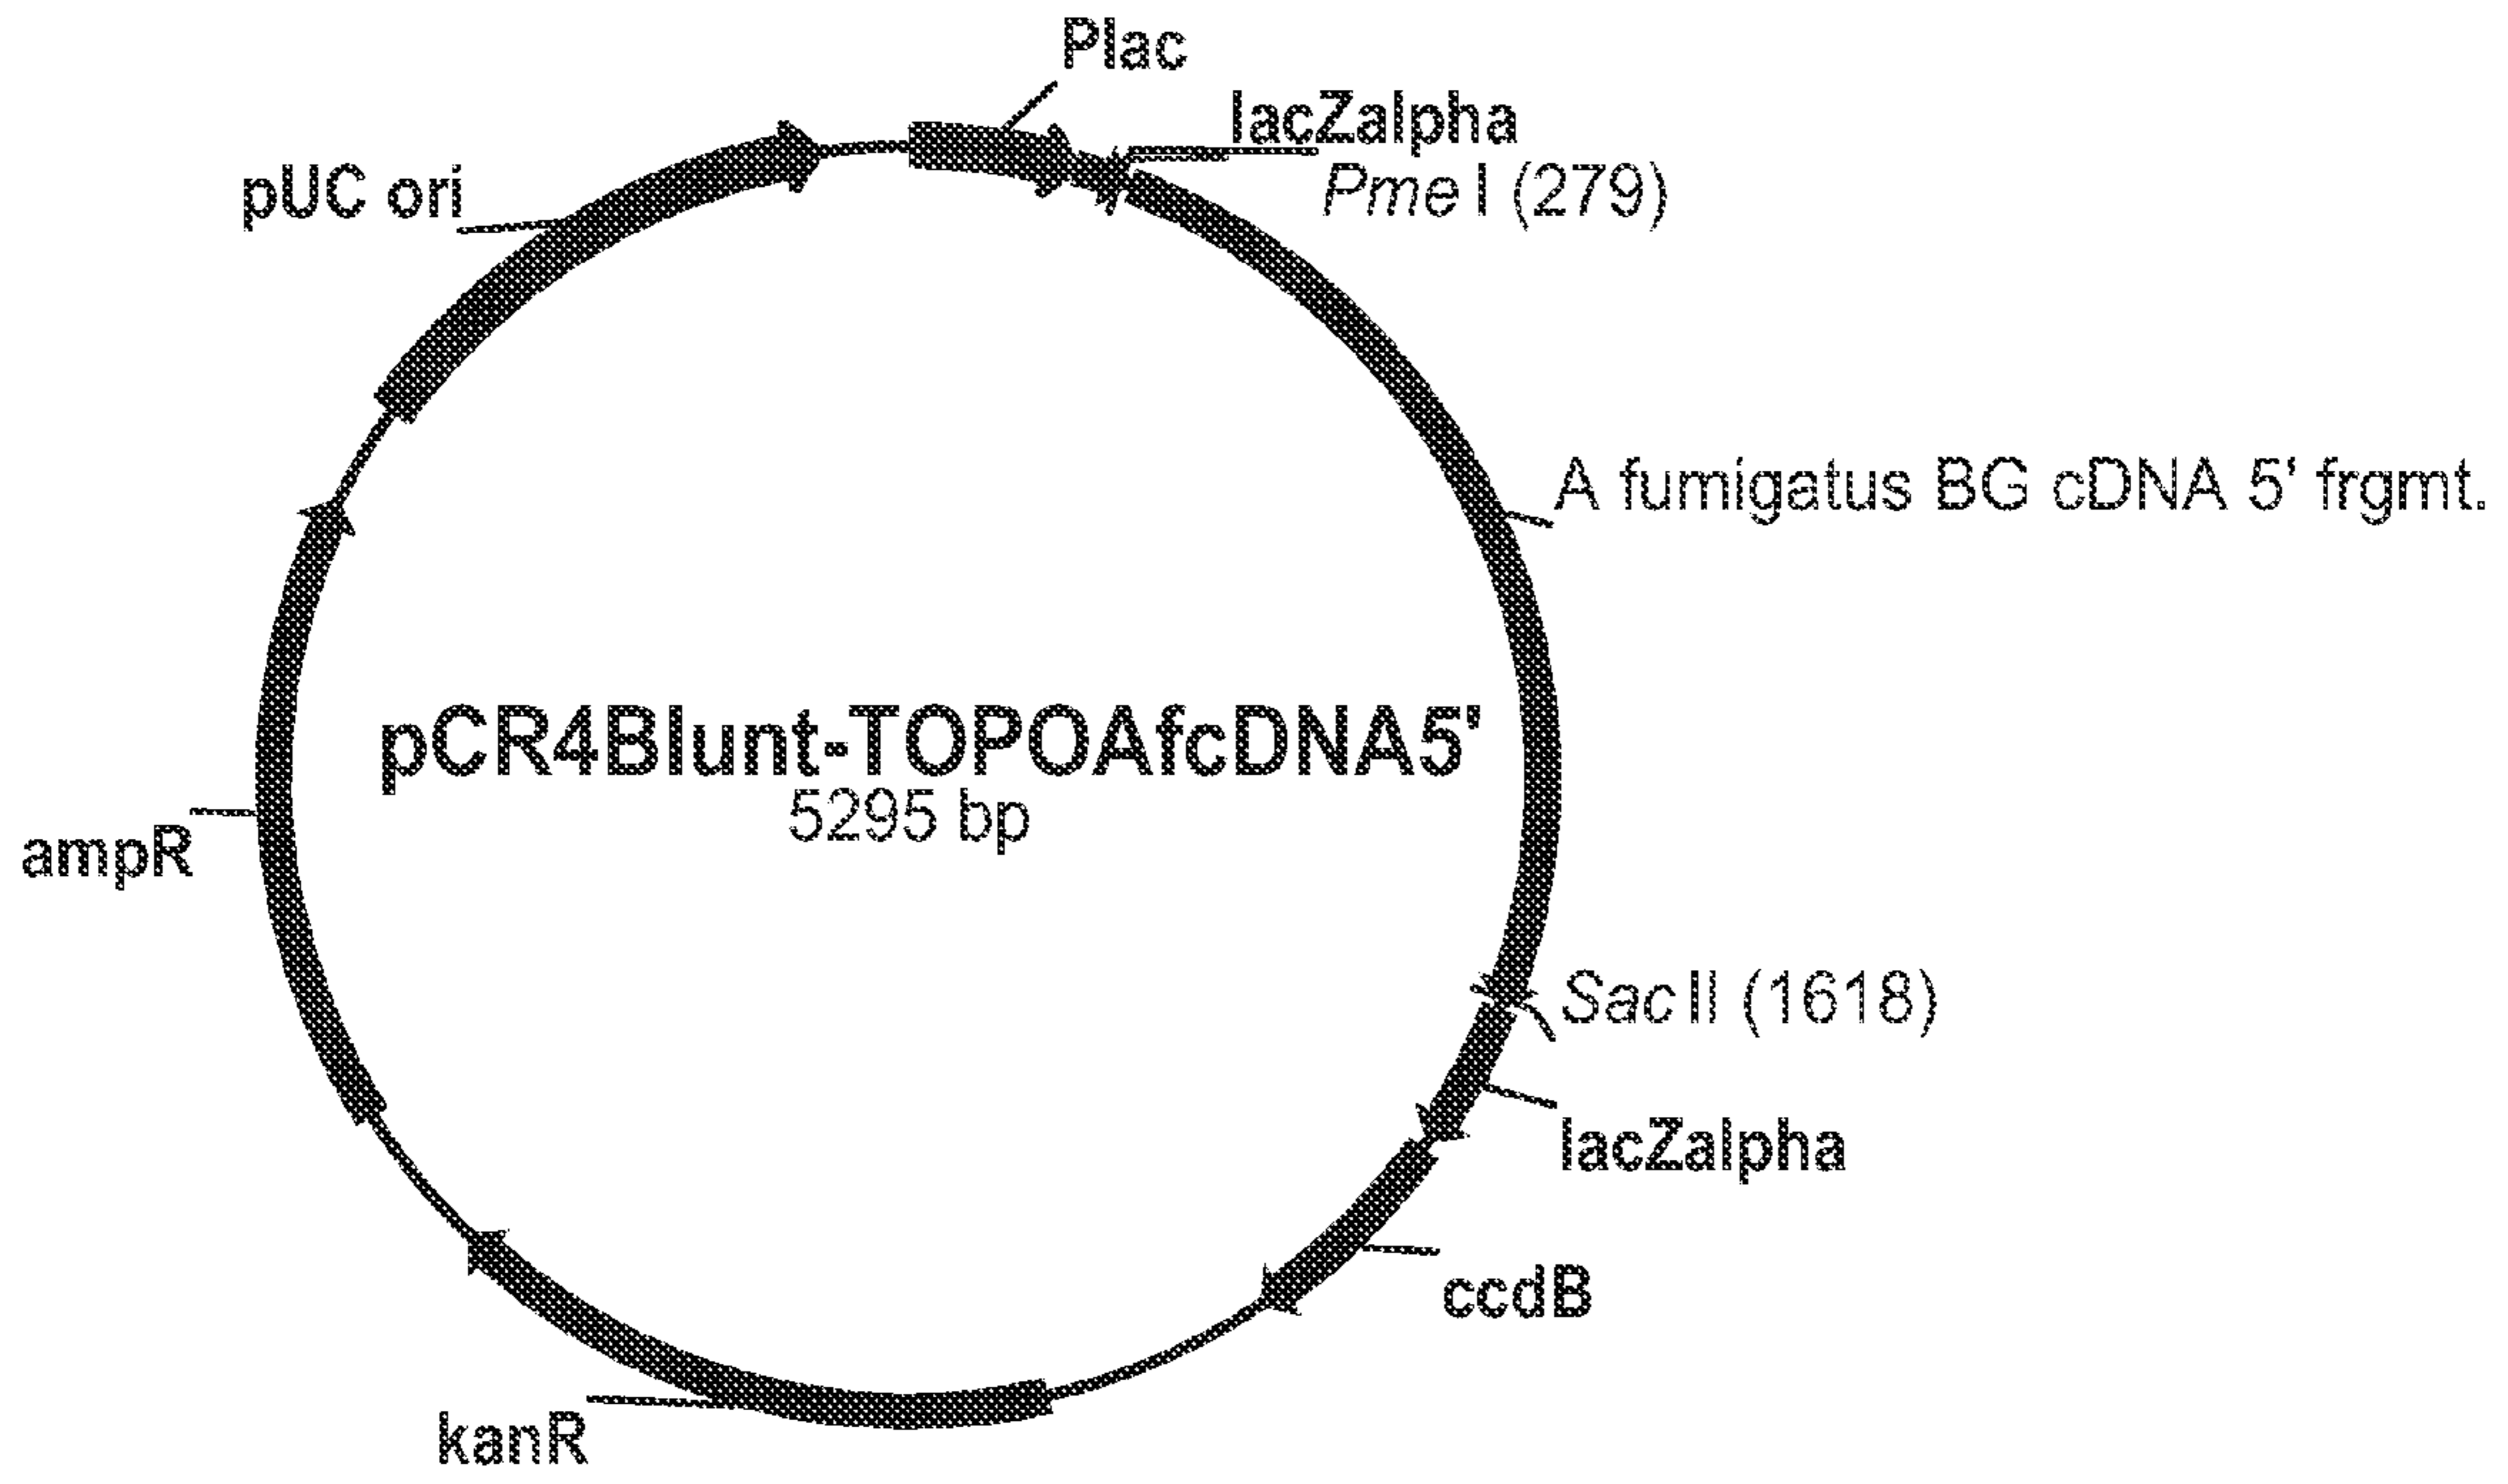 Plac
lacZalpha
PmeI (279)
pUC ori
A fumigatus BG cDNA 5' frgmt.
pCR4Blunt-TOPOAfcDNA5'
5295 bp
ampR
SacII (1618)
lacZalpha
ccdB
kanR